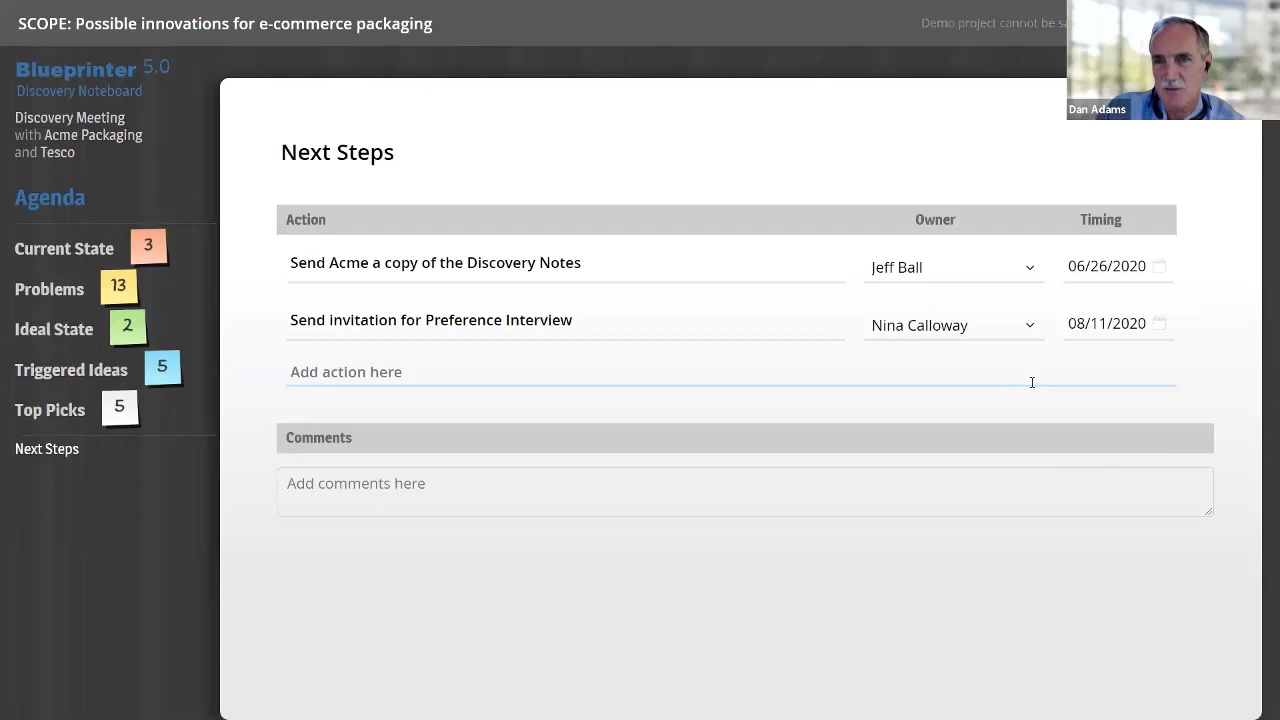 SCOPE: Possible innovations for e-commerce packaging
Demo project cannot be
Dan Adams
Blueprinter 5.0
Discovery Noteboard
Discovery Meeting
with Acme Packaging
and Tesco
Agenda
Current State 3
Problems 13
Ideal State 2
Triggered Ideas 5
Top Picks 5
Next Steps
Next Steps
Action Owner Timing
Send Acme a copy of the Discovery Notes Jeff Ball 06/26/2020
Send invitation for Preference Interview Nina Calloway 08/11/2020
Add action here
Comments
Add comments here